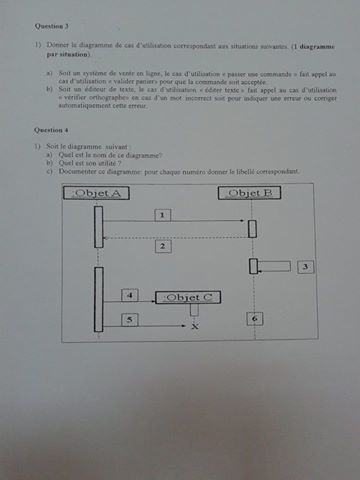 Question 3
1) Donner le diagramme de cas d'utilisation correspondant aux situations suivantes. (1 diagramme
par situation).
a) Soit un système de vente en ligne, le cas d'utilisation « passer une commande » fait appel au
cas d'utilisation « valider panier» pour que la commande soit acceptée.
b) Soit un éditeur de texte, le cas d'utilisation « éditer texte » fait appel au cas d'utilisation
« vérifier orthographe» en cas d'un mot incorrect soit pour indiquer une erreur ou corriger
automatiquement cette erreur.
Question 4
1) Soit le diagramme suivant :
a) Quel est le nom de ce diagramme?
b) Quel est son utilité ?
c) Documenter ce diagramme: pour chaque numéro donner le libellé correspondant.
:Objet A :Objet B
1
2
3
4 :Objet C
5 X 6